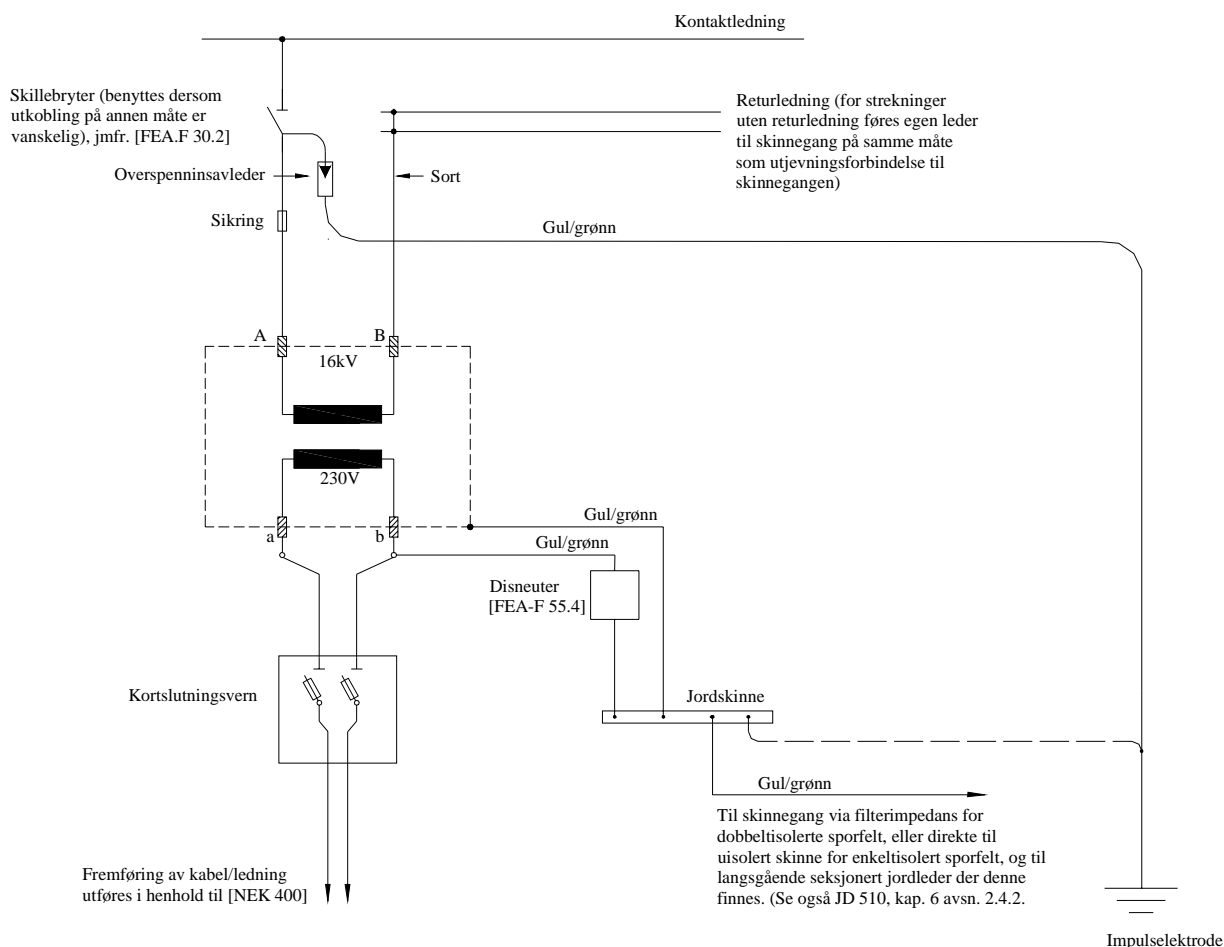 Kontaktledning
Skillebryter (benyttes dersom
utkobling på annen måte er
vanskelig), jmfr. [FEA.F 30.2]
Returledning (for strekninger
uten returledning føres egen leder
til skinnegang på samme måte
som utjevningsforbindelse til
skinnegangen)
Overspenninsavleder
Sort
Sikring
Gul/grønn
A
B
16kV
230V
a
b
Gul/grønn
Gul/grønn
Disneuter
[FEA-F 55.4]
Kortslutningsvern
Jordskinne
Gul/grønn
Til skinnegang via filterimpedans for
dobbeltisolerte sporfelt, eller direkte til
uisolert skinne for enkeltisolert sporfelt, og til
langsgående seksjonert jordleder der denne
finnes. (Se også JD 510, kap. 6 avsn. 2.4.2.
Fremföring av kabel/ledning
utföres i henhold til [NEK 400]
Impulselektrode